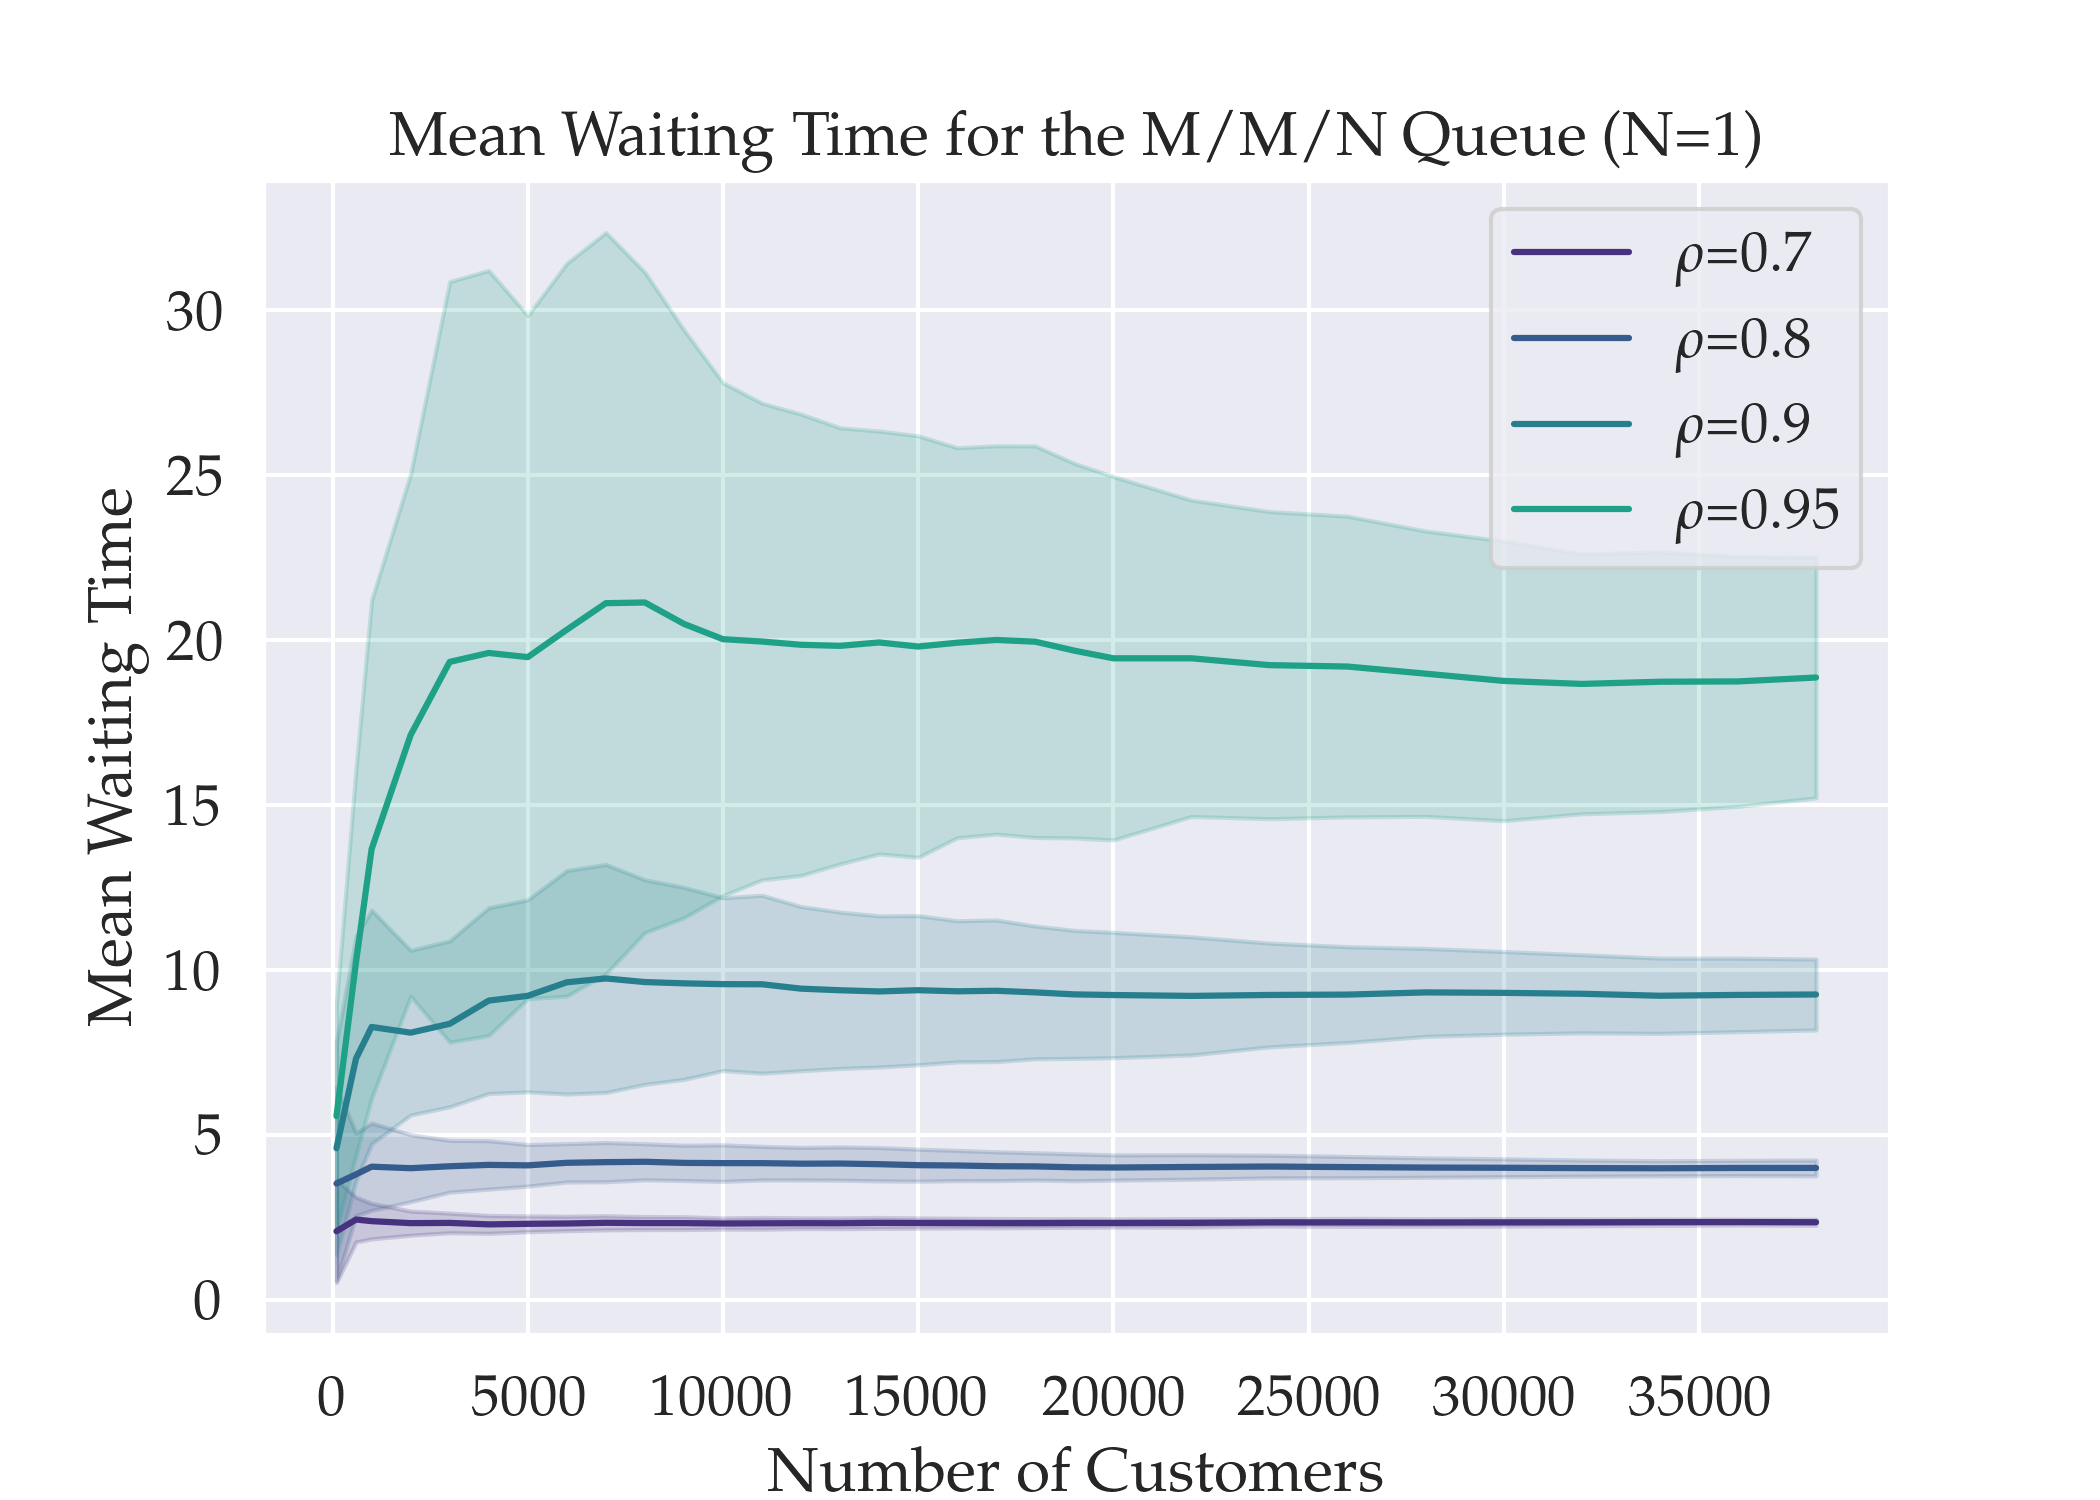 Mean Waiting Time for the M/M/N Queue (N=1)
ρ=0.7
ρ=0.8
ρ=0.9
ρ=0.95
Mean Waiting Time
30
25
20
15
10
5
0
0 5000 10000 15000 20000 25000 30000 35000
Number of Customers